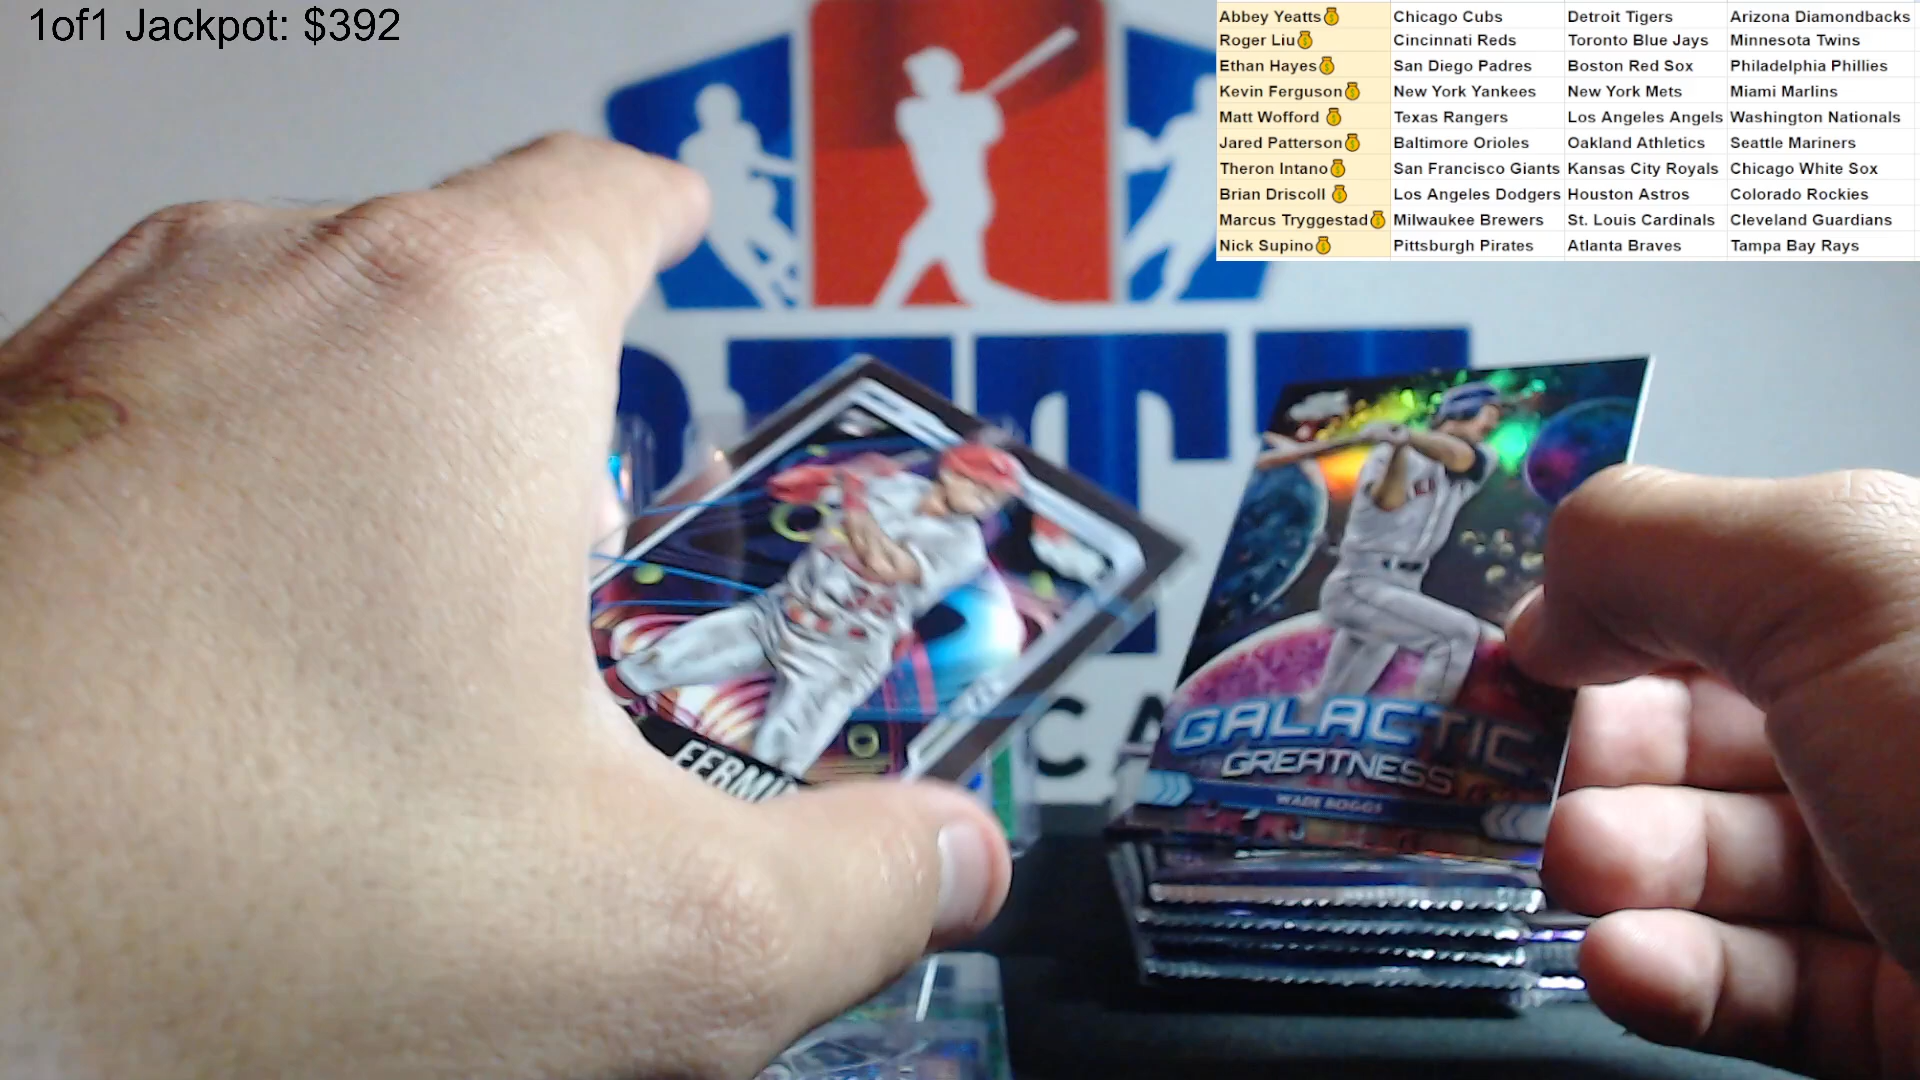 1of1 Jackpot: $392
Abbey Yeatts Chicago Cubs Detroit Tigers Arizona Diamondbacks
Roger Liu Cincinnati Reds Toronto Blue Jays Minnesota Twins
Ethan Hayes San Diego Padres Boston Red Sox Philadelphia Phillies
Kevin Ferguson New York Yankees New York Mets Miami Marlins
Matt Wofford Texas Rangers Los Angeles Angels Washington Nationals
Jared Patterson Baltimore Orioles Oakland Athletics Seattle Mariners
Theron Intano San Francisco Giants Kansas City Royals Chicago White Sox
Brian Driscoll Los Angeles Dodgers Houston Astros Colorado Rockies
Marcus Tryggestad Milwaukee Brewers St. Louis Cardinals Cleveland Guardians
Nick Supino Pittsburgh Pirates Atlanta Braves Tampa Bay Rays
GALACTIC
GREATNESS
WADE BOGGS